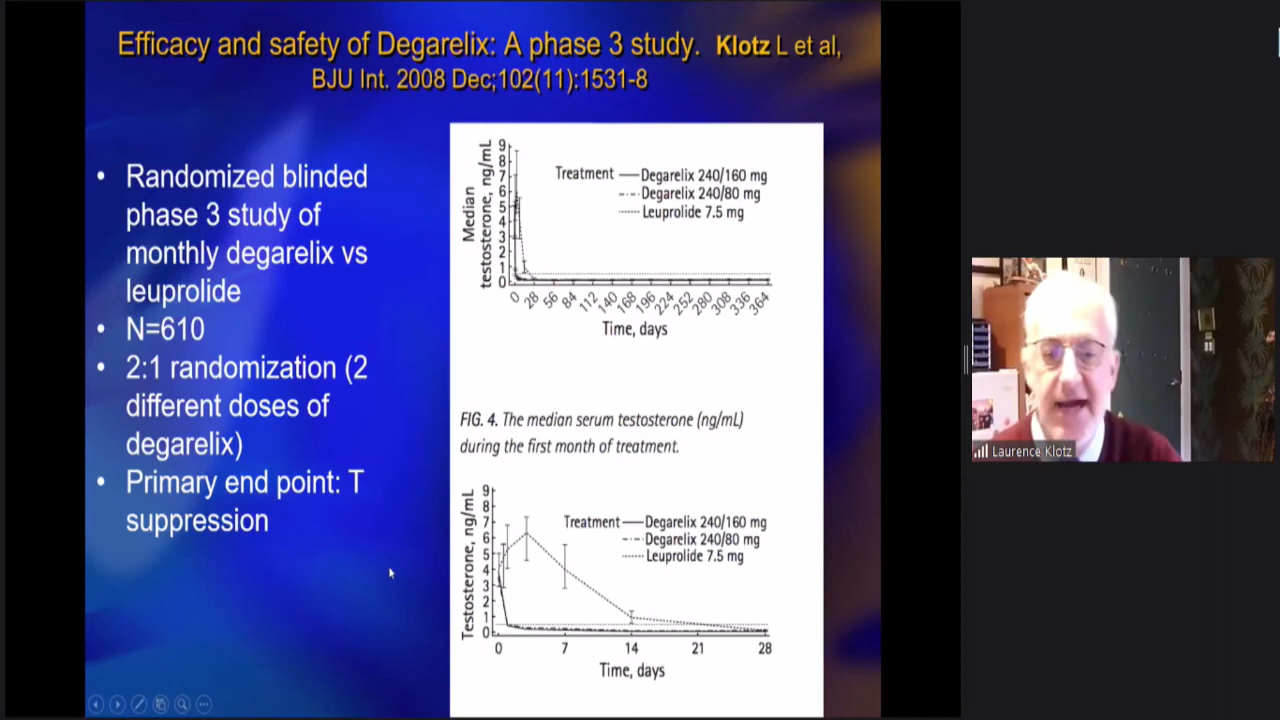 Efficacy and safety of Degarelix: A phase 3 study. Klotz L et al,
BJU Int. 2008 Dec;102(11):1531-8
• Randomized blinded
phase 3 study of
monthly degarelix vs
leuprolide
• N=610
• 2:1 randomization (2
different doses of
degarelix)
• Primary end point: T
suppression
Median
testosterone, ng/mL
9
8
7
6
5
4
3
2
1
0
Treatment
Degarelix 240/160 mg
Degarelix 240/80 mg
Leuprolide 7.5 mg
0 28 56 84 112 140 168 196 224 252 280 308 336 364
Time, days
FIG. 4. The median serum testosterone (ng/mL)
during the first month of treatment.
Testosterone, ng/mL
9
8
7
6
5
4
3
2
1
0
Treatment
Degarelix 240/160 mg
Degarelix 240/80 mg
Leuprolide 7.5 mg
0 7 14 21 28
Time, days
Laurence Klotz